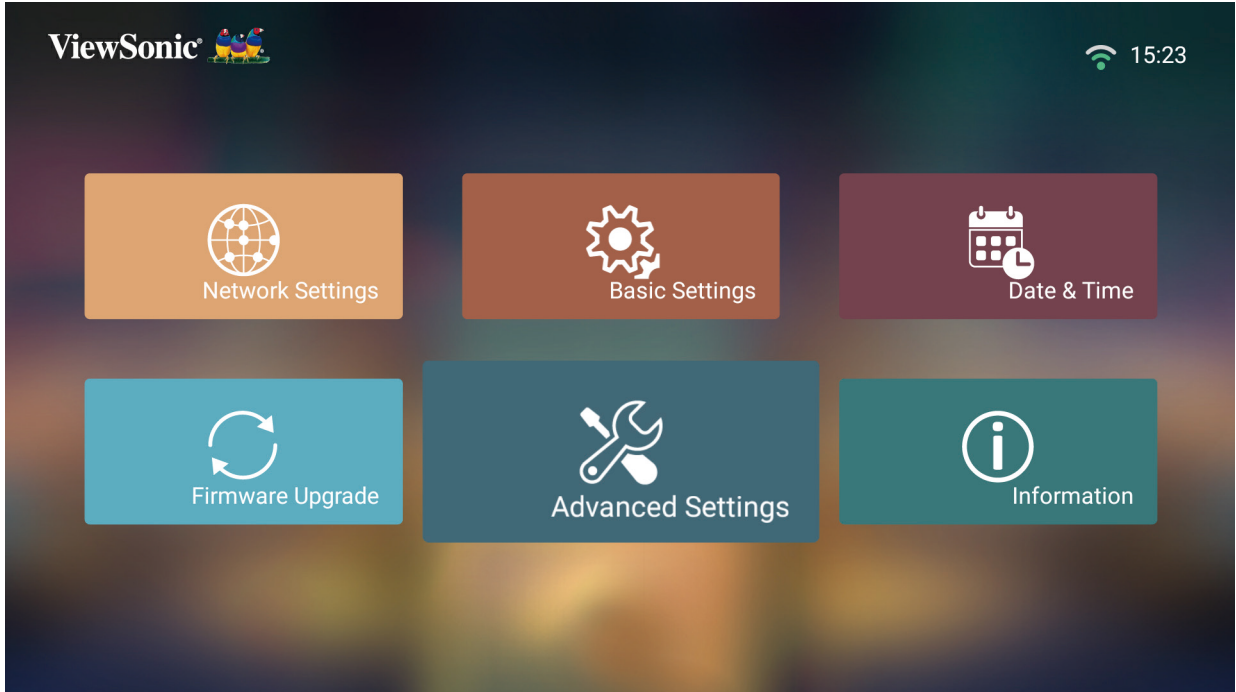 ViewSonic®
15:23
Network Settings
Basic Settings
Date & Time
Firmware Upgrade
Advanced Settings
Information